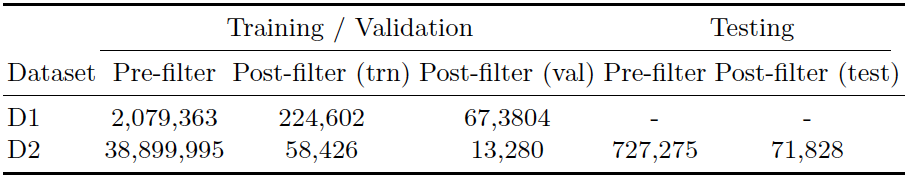 Training / Validation Testing
Dataset Pre-filter Post-filter (trn) Post-filter (val) Pre-filter Post-filter (test)
D1 2,079,363 224,602 67,3804 - -
D2 38,899,995 58,426 13,280 727,275 71,828